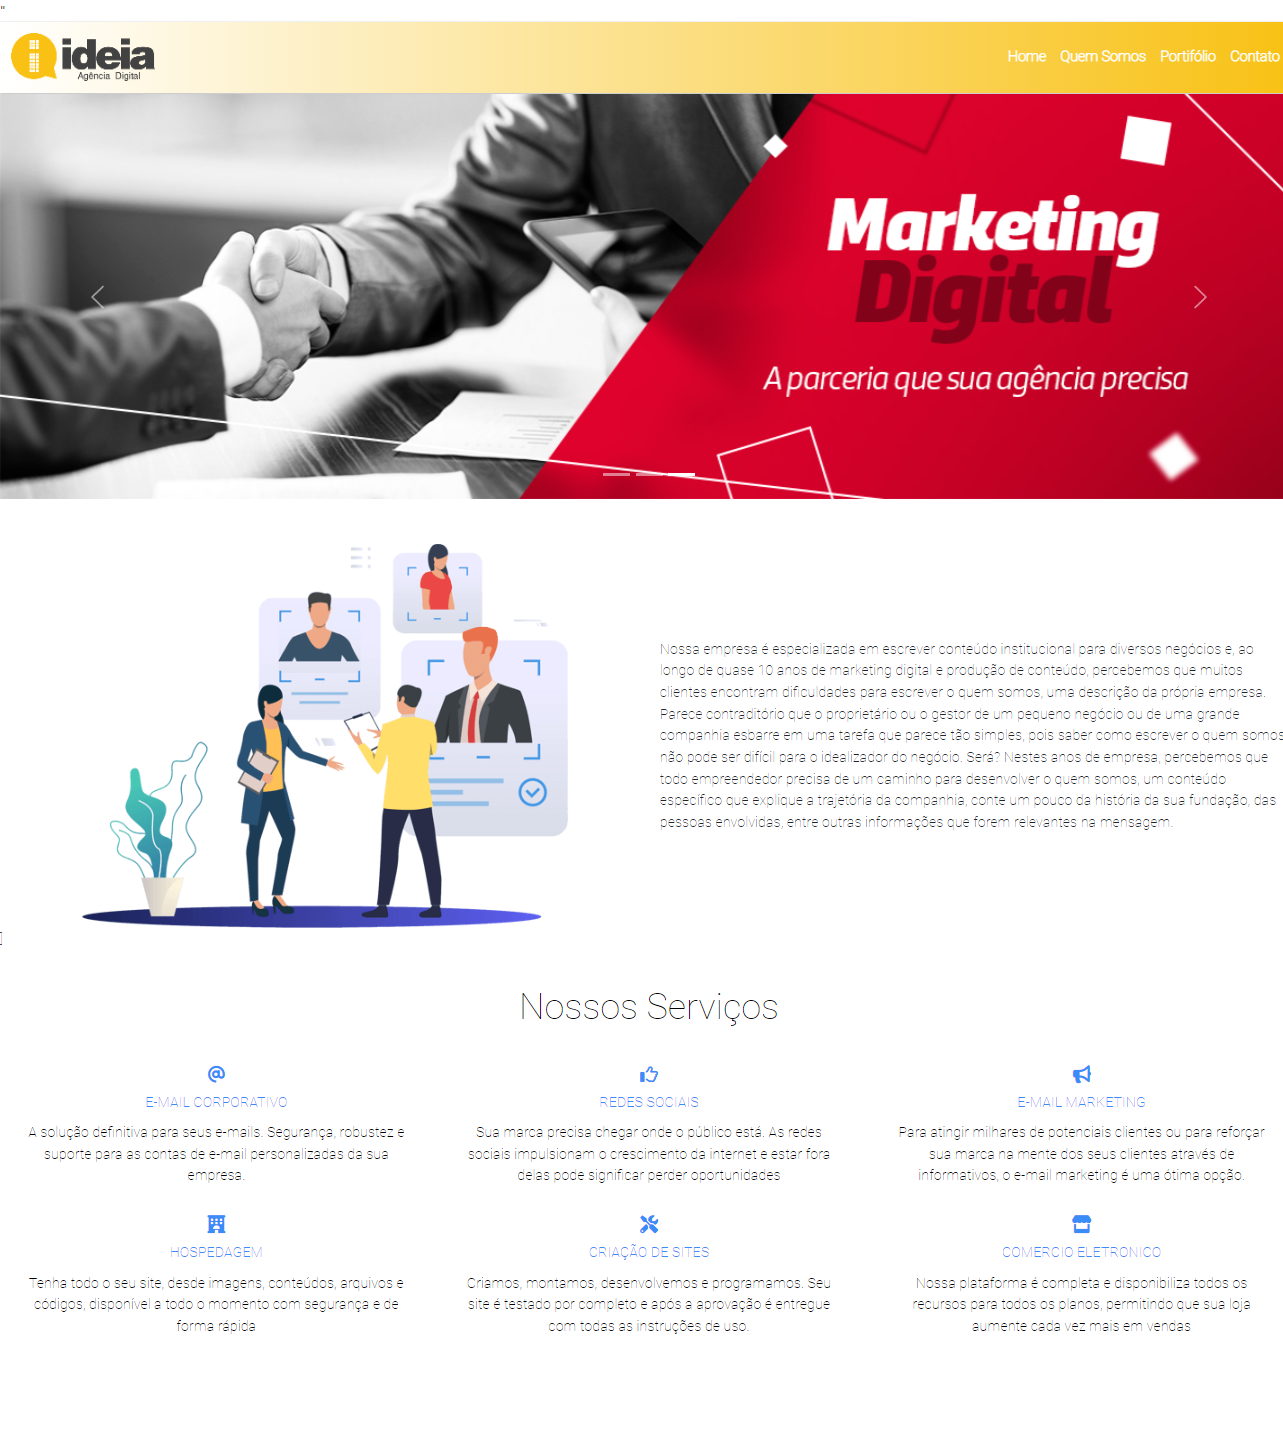 "
ideia
Agência Digital
Home Quem Somos Portifólio Contato
Marketing
Digital
A parceria que sua agência precisa
Nossa empresa é especializada em escrever conteúdo institucional para diversos negócios e, ao
longo de quase 10 anos de marketing digital e produção de conteúdo, percebemos que muitos
clientes encontram dificuldades para escrever o quem somos, uma descrição da própria empresa.
Parece contraditório que o proprietário ou o gestor de um pequeno negócio ou de uma grande
companhia esbarre em uma tarefa que parece tão simples, pois saber como escrever o quem somos
não pode ser difícil para o idealizador do negócio. Será? Nestes anos de empresa, percebemos que
todo empreendedor precisa de um caminho para desenvolver o quem somos, um conteúdo
específico que explique a trajetória da companhia, conte um pouco da história da sua fundação, das
pessoas envolvidas, entre outras informações que forem relevantes na mensagem.
Nossos Serviços
E-MAIL CORPORATIVO
A solução definitiva para seus e-mails. Segurança, robustez e
suporte para as contas de e-mail personalizadas da sua
empresa.
REDES SOCIAIS
Sua marca precisa chegar onde o público está. As redes
sociais impulsionam o crescimento da internet e estar fora
delas pode significar perder oportunidades
E-MAIL MARKETING
Para atingir milhares de potenciais clientes ou para reforçar
sua marca na mente dos seus clientes através de
informativos, o e-mail marketing é uma ótima opção.
HOSPEDAGEM
Tenha todo o seu site, desde imagens, conteúdos, arquivos e
códigos, disponível a todo o momento com segurança e de
forma rápida
CRIAÇÃO DE SITES
Criamos, montamos, desenvolvemos e programamos. Seu
site é testado por completo e após a aprovação é entregue
com todas as instruções de uso.
COMERCIO ELETRONICO
Nossa plataforma é completa e disponibiliza todos os
recursos para todos os planos, permitindo que sua loja
aumente cada vez mais em vendas